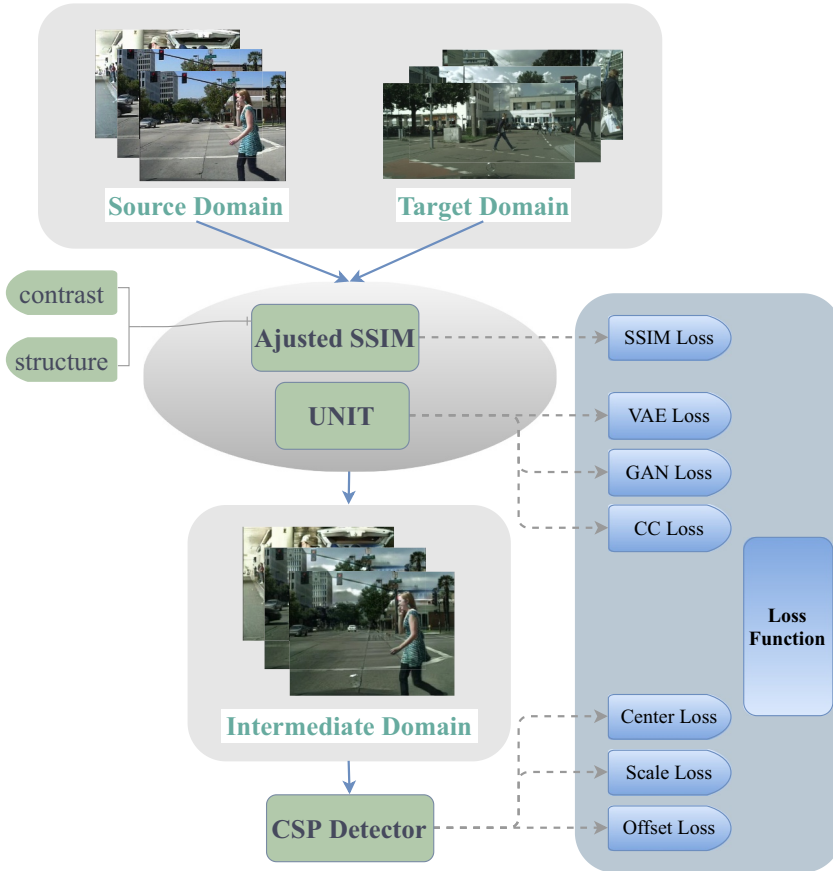 Source Domain
Target Domain
contrast
structure
Ajusted SSIM
UNIT
SSIM Loss
VAE Loss
GAN Loss
CC Loss
Loss
Function
Intermediate Domain
Center Loss
Scale Loss
Offset Loss
CSP Detector